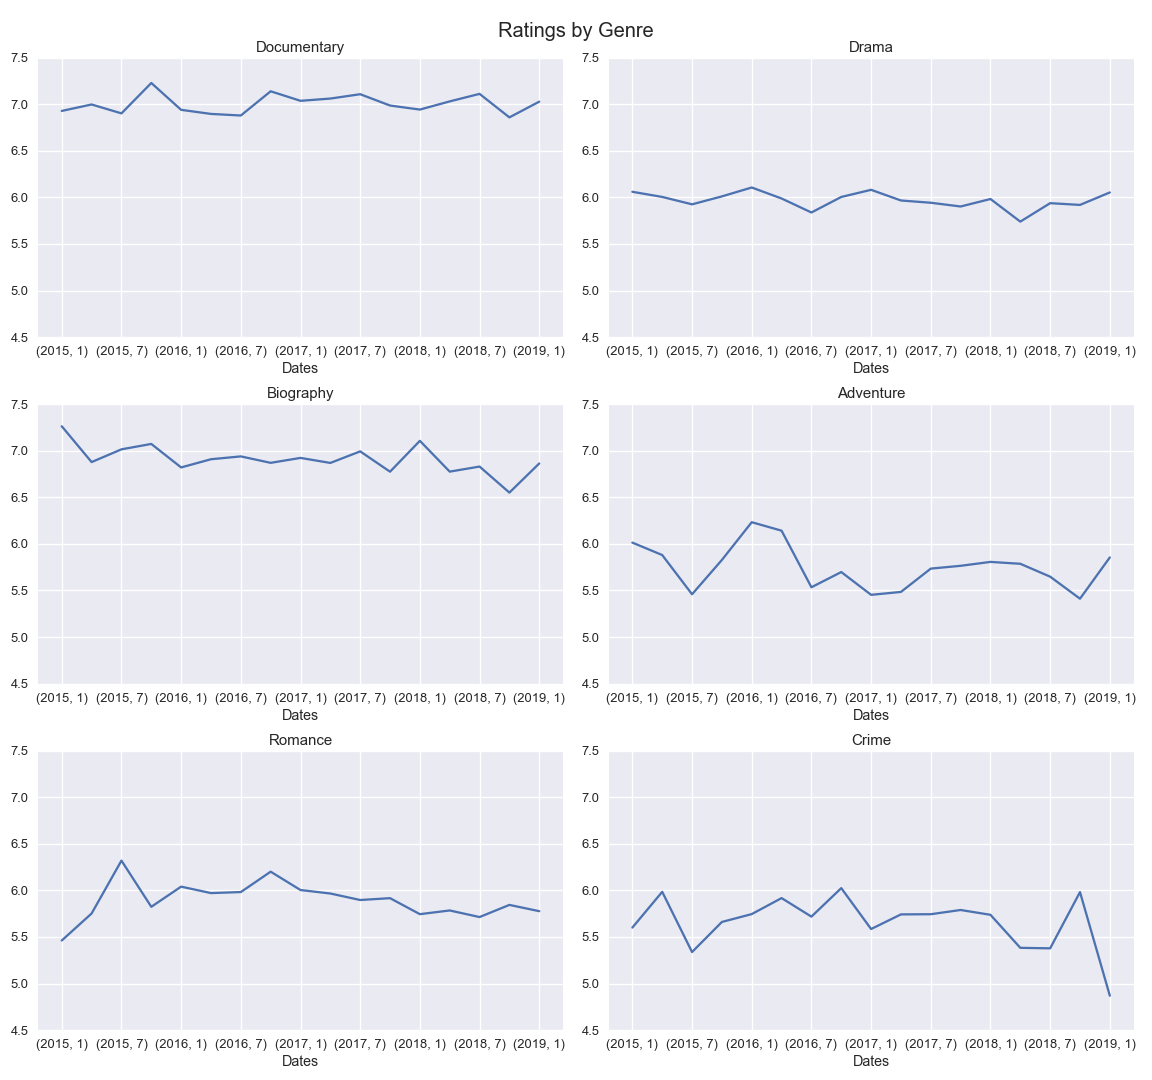 Ratings by Genre
Documentary
7.5
7.0
6.5
6.0
5.5
5.0
4.5
(2015, 1) (2015, 7) (2016, 1) (2016, 7) (2017, 1) (2017, 7) (2018, 1) (2018, 7) (2019, 1)
Dates
Drama
7.5
7.0
6.5
6.0
5.5
5.0
4.5
(2015, 1) (2015, 7) (2016, 1) (2016, 7) (2017, 1) (2017, 7) (2018, 1) (2018, 7) (2019, 1)
Dates
Biography
7.5
7.0
6.5
6.0
5.5
5.0
4.5
(2015, 1) (2015, 7) (2016, 1) (2016, 7) (2017, 1) (2017, 7) (2018, 1) (2018, 7) (2019, 1)
Dates
Adventure
7.5
7.0
6.5
6.0
5.5
5.0
4.5
(2015, 1) (2015, 7) (2016, 1) (2016, 7) (2017, 1) (2017, 7) (2018, 1) (2018, 7) (2019, 1)
Dates
Romance
7.5
7.0
6.5
6.0
5.5
5.0
4.5
(2015, 1) (2015, 7) (2016, 1) (2016, 7) (2017, 1) (2017, 7) (2018, 1) (2018, 7) (2019, 1)
Dates
Crime
7.5
7.0
6.5
6.0
5.5
5.0
4.5
(2015, 1) (2015, 7) (2016, 1) (2016, 7) (2017, 1) (2017, 7) (2018, 1) (2018, 7) (2019, 1)
Dates